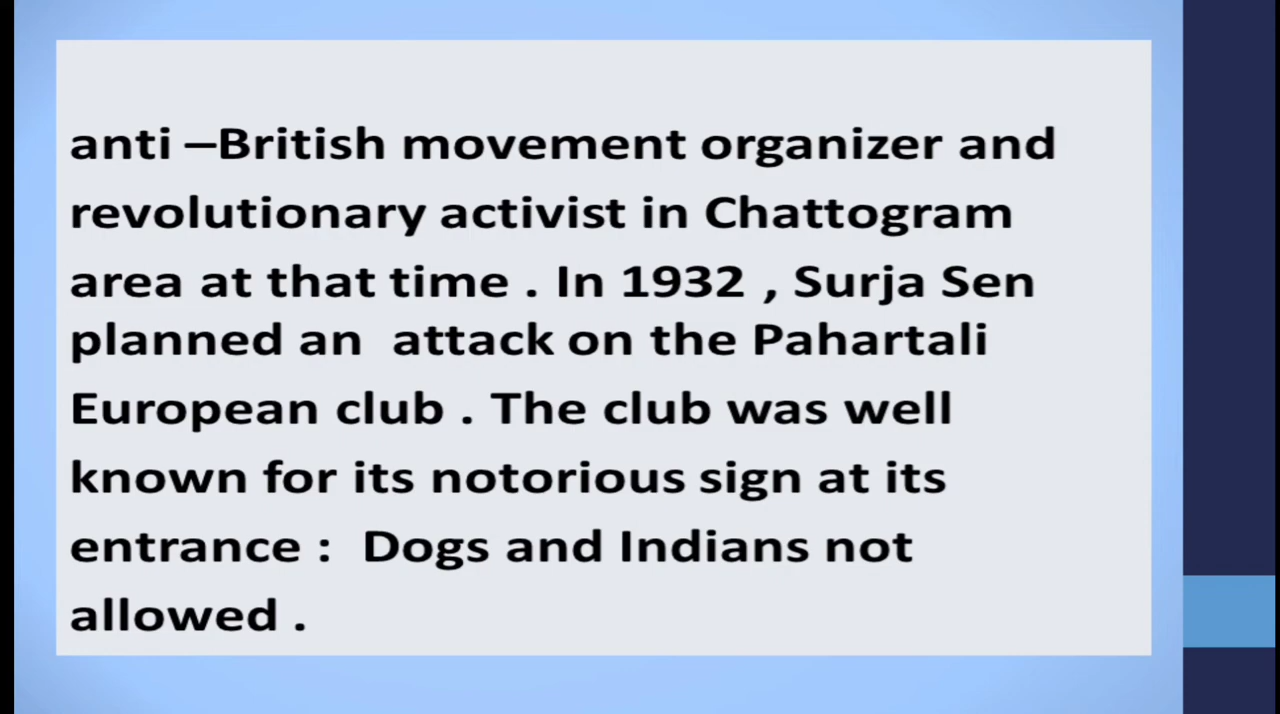 anti –British movement organizer and
revolutionary activist in Chattogram
area at that time . In 1932 , Surja Sen
planned an  attack on the Pahartali
European club . The club was well
known for its notorious sign at its
entrance :  Dogs and Indians not
allowed .